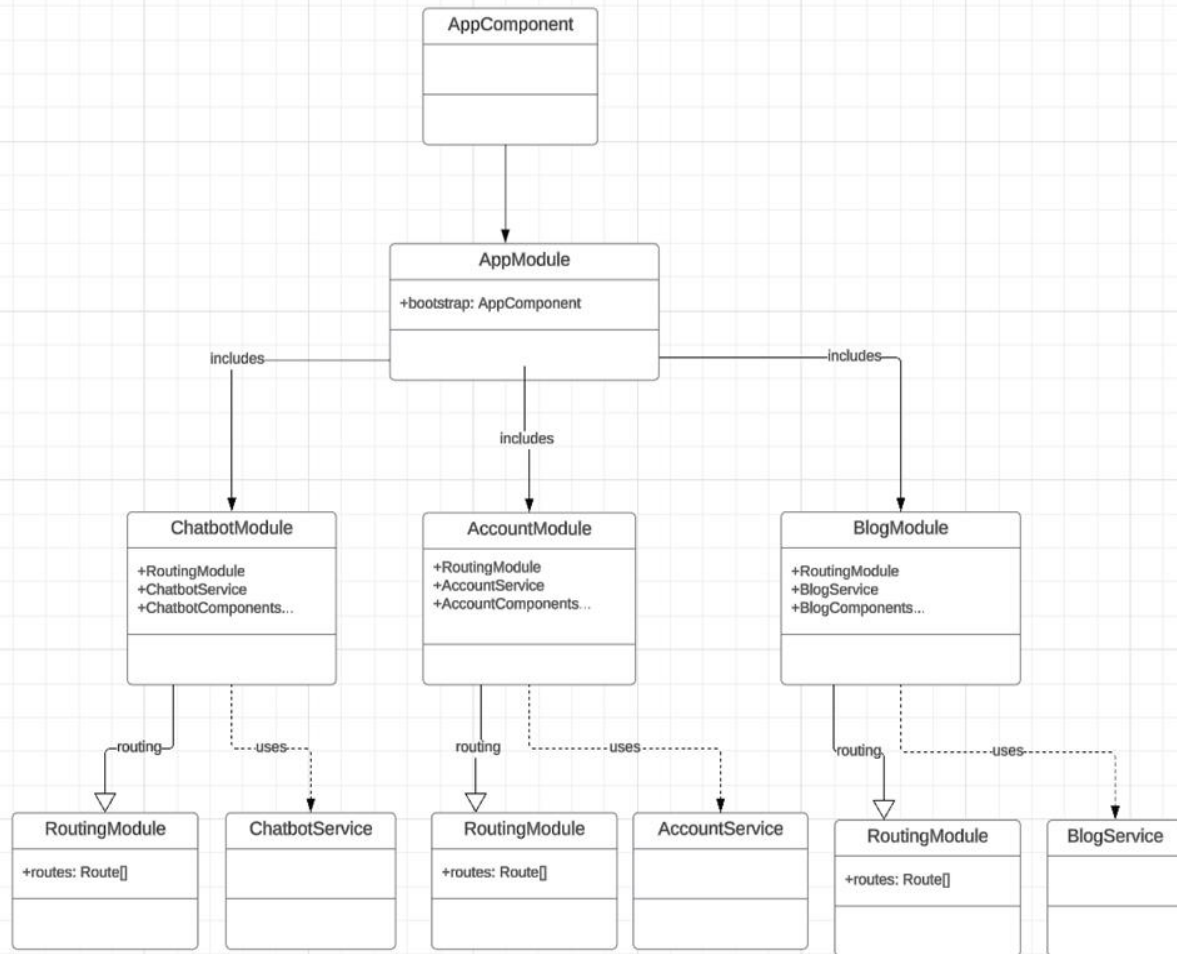 AppComponent
AppModule
+bootstrap: AppComponent
includes
includes
includes
ChatbotModule
+RoutingModule
+ChatbotService
+ChatbotComponents...
AccountModule
+RoutingModule
+AccountService
+AccountComponents...
BlogModule
+RoutingModule
+BlogService
+BlogComponents...
routing
uses
routing
uses
routing
uses
RoutingModule
+routes: Route[]
ChatbotService
RoutingModule
+routes: Route[]
AccountService
RoutingModule
+routes: Route[]
BlogService